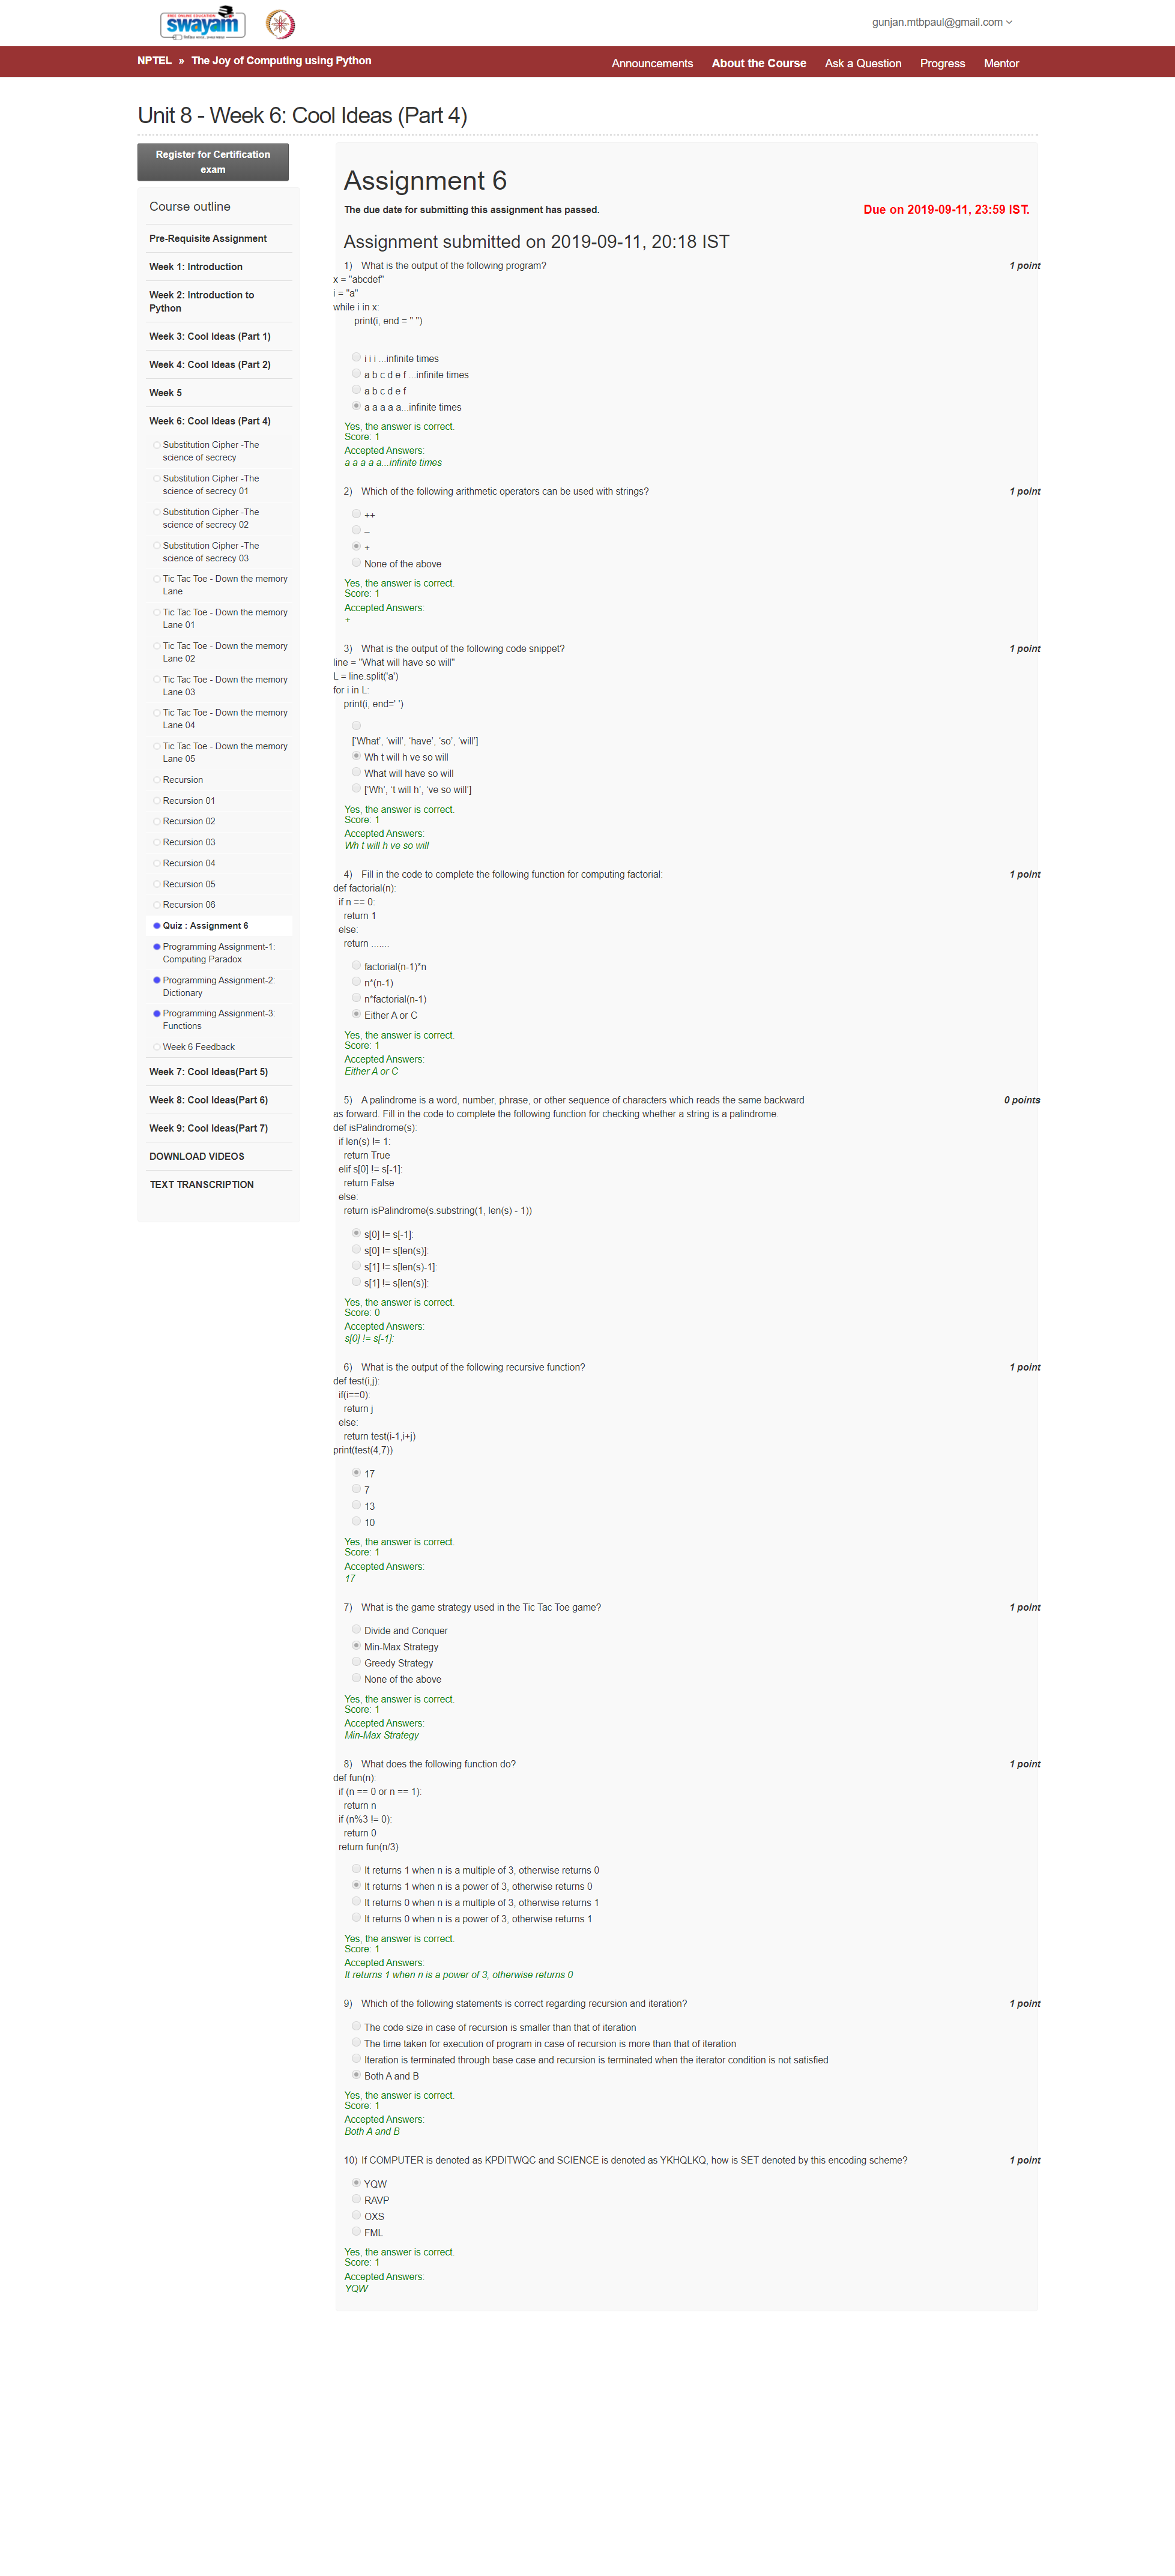 FREE ONLINE EDUCATION
swayam
gunjan.mtbpaul@gmail.com
NPTEL » The Joy of Computing using Python
Announcements
About the Course
Ask a Question
Progress
Mentor
Unit 8 - Week 6: Cool Ideas (Part 4)
Register for Certification
exam
Course outline
Pre-Requisite Assignment
Week 1: Introduction
Week 2: Introduction to
Python
Week 3: Cool Ideas (Part 1)
Week 4: Cool Ideas (Part 2)
Week 5
Week 6: Cool Ideas (Part 4)
Substitution Cipher -The
science of secrecy
Substitution Cipher -The
science of secrecy 01
Substitution Cipher -The
science of secrecy 02
Substitution Cipher -The
science of secrecy 03
Tic Tac Toe - Down the memory
Lane
Tic Tac Toe - Down the memory
Lane 01
Tic Tac Toe - Down the memory
Lane 02
Tic Tac Toe - Down the memory
Lane 03
Tic Tac Toe - Down the memory
Lane 04
Tic Tac Toe - Down the memory
Lane 05
Recursion
Recursion 01
Recursion 02
Recursion 03
Recursion 04
Recursion 05
Recursion 06
Quiz : Assignment 6
Programming Assignment-1:
Computing Paradox
Programming Assignment-2:
Dictionary
Programming Assignment-3:
Functions
Week 6 Feedback
Week 7: Cool Ideas(Part 5)
Week 8: Cool Ideas(Part 6)
Week 9: Cool Ideas(Part 7)
DOWNLOAD VIDEOS
TEXT TRANSCRIPTION
Assignment 6
The due date for submitting this assignment has passed.
Due on 2019-09-11, 23:59 IST.
Assignment submitted on 2019-09-11, 20:18 IST
1) What is the output of the following program? 1 point
x = "abcdef"
i = "a"
while i in x:
print(i, end = " ")
i i i ...infinite times
a b c d e f ...infinite times
a b c d e f
a a a a a...infinite times
Yes, the answer is correct.
Score: 1
Accepted Answers:
a a a a a...infinite times
2) Which of the following arithmetic operators can be used with strings? 1 point
++
–
+
None of the above
Yes, the answer is correct.
Score: 1
Accepted Answers:
+
3) What is the output of the following code snippet? 1 point
line = "What will have so will"
L = line.split('a')
for i in L:
print(i, end=' ')
['What', 'will', 'have', 'so', 'will']
Wh t will h ve so will
What will have so will
['Wh', 't will h', 've so will']
Yes, the answer is correct.
Score: 1
Accepted Answers:
Wh t will h ve so will
4) Fill in the code to complete the following function for computing factorial: 1 point
def factorial(n):
if n == 0:
return 1
else:
return .......
factorial(n-1)*n
n*(n-1)
n*factorial(n-1)
Either A or C
Yes, the answer is correct.
Score: 1
Accepted Answers:
Either A or C
5) A palindrome is a word, number, phrase, or other sequence of characters which reads the same backward 0 points
as forward. Fill in the code to complete the following function for checking whether a string is a palindrome.
def isPalindrome(s):
if len(s) != 1:
return True
elif s[0] != s[-1]:
return False
else:
return isPalindrome(s.substring(1, len(s) - 1))
s[0] != s[-1]:
s[0] != s[len(s)]:
s[1] != s[len(s)-1]:
s[1] != s[len(s)]:
Yes, the answer is correct.
Score: 0
Accepted Answers:
s[0] != s[-1]:
6) What is the output of the following recursive function? 1 point
def test(i,j):
if(i==0):
return j
else:
return test(i-1,i+j)
print(test(4,7))
17
7
13
10
Yes, the answer is correct.
Score: 1
Accepted Answers:
17
7) What is the game strategy used in the Tic Tac Toe game? 1 point
Divide and Conquer
Min-Max Strategy
Greedy Strategy
None of the above
Yes, the answer is correct.
Score: 1
Accepted Answers:
Min-Max Strategy
8) What does the following function do? 1 point
def fun(n):
if (n == 0 or n == 1):
return n
if (n%3 != 0):
return 0
return fun(n/3)
It returns 1 when n is a multiple of 3, otherwise returns 0
It returns 1 when n is a power of 3, otherwise returns 0
It returns 0 when n is a multiple of 3, otherwise returns 1
It returns 0 when n is a power of 3, otherwise returns 1
Yes, the answer is correct.
Score: 1
Accepted Answers:
It returns 1 when n is a power of 3, otherwise returns 0
9) Which of the following statements is correct regarding recursion and iteration? 1 point
The code size in case of recursion is smaller than that of iteration
The time taken for execution of program in case of recursion is more than that of iteration
Iteration is terminated through base case and recursion is terminated when the iterator condition is not satisfied
Both A and B
Yes, the answer is correct.
Score: 1
Accepted Answers:
Both A and B
10) If COMPUTER is denoted as KPDITWQC and SCIENCE is denoted as YKHQLKQ, how is SET denoted by this encoding scheme? 1 point
YQW
RAVP
OXS
FML
Yes, the answer is correct.
Score: 1
Accepted Answers:
YQW